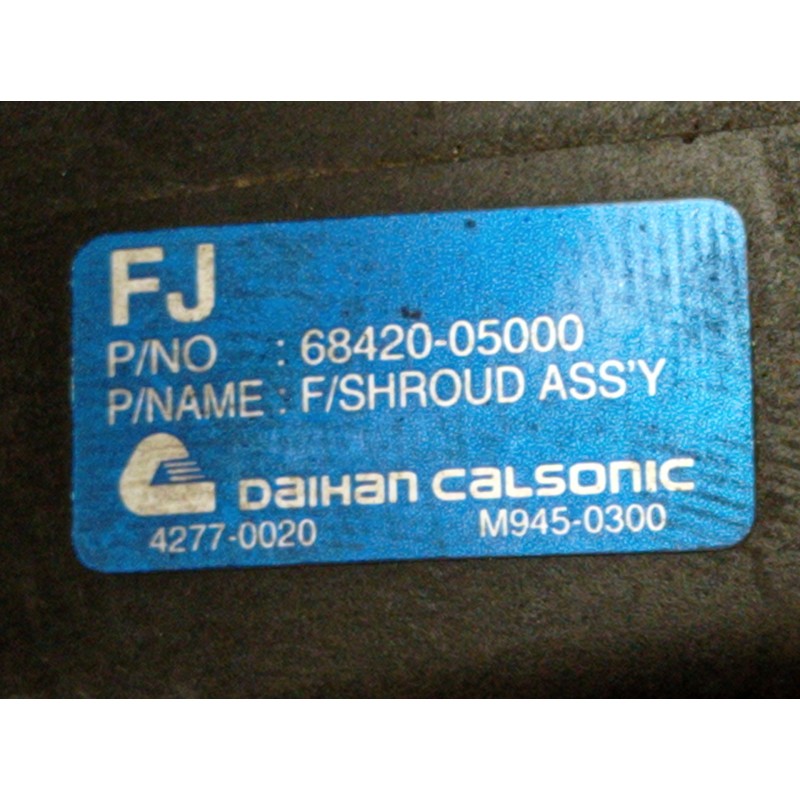 FJ
P/NO : 68420-05000
P/NAME : F/SHROUD ASS'Y
DAIHAN CALSONIC
4277-0020 M945-0300